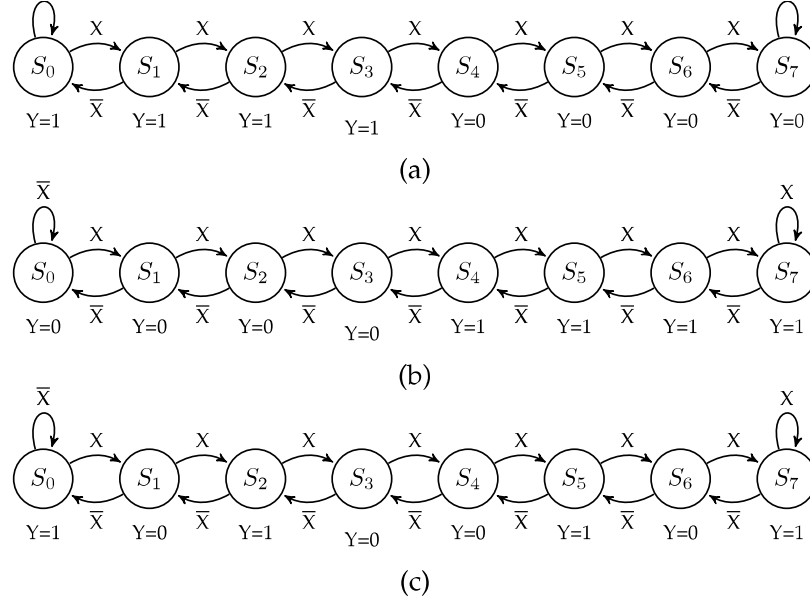 X X X X X X X
S₀ S₁ S₂ S₃ S₄ S₅ S₆ S₇
X̅ X̅ X̅ X̅ X̅ X̅ X̅
Y=1 Y=1 Y=1 Y=1 Y=0 Y=0 Y=0 Y=0
(a)
X̅ X
X X X X X X X
S₀ S₁ S₂ S₃ S₄ S₅ S₆ S₇
X̅ X̅ X̅ X̅ X̅ X̅ X̅
Y=0 Y=0 Y=0 Y=0 Y=1 Y=1 Y=1 Y=1
(b)
X̅ X
X X X X X X X
S₀ S₁ S₂ S₃ S₄ S₅ S₆ S₇
X̅ X̅ X̅ X̅ X̅ X̅ X̅
Y=1 Y=0 Y=1 Y=0 Y=0 Y=1 Y=0 Y=1
(c)